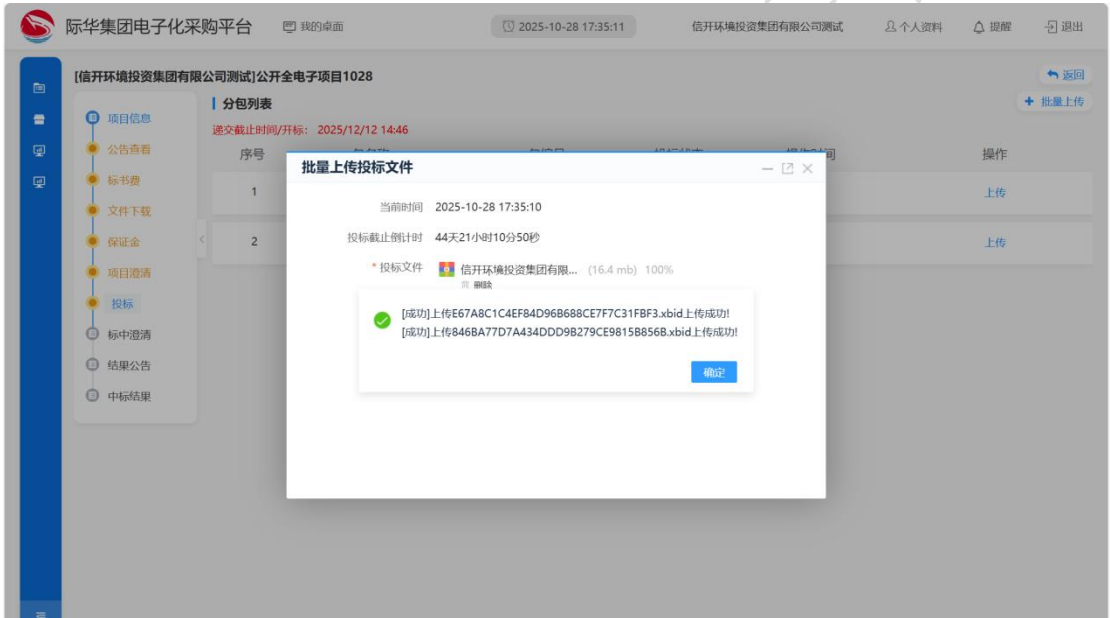 际华集团电子化采购平台 我的桌面 2025-10-28 17:35:11 信开环境投资集团有限公司测试 个人资料 提醒 退出
[信开环境投资集团有限公司测试]公开全电子项目1028 返回
分包列表 + 批量上传
项目信息
递交截止时间/开标: 2025/12/12 14:46
公告查看
序号 操作
批量上传投标文件
标书费
1 上传
文件下载
当前时间 2025-10-28 17:35:10
保证金
2 上传
投标截止倒计时 44天21小时10分50秒
项目澄清
* 投标文件 信开环境投资集团有限... (16.4 mb) 100%
删除
投标
[成功]上传E67A8C1C4EF84D96B688CE7F7C31FBF3.xbid上传成功!
标中澄清
[成功]上传846BA77D7A434DDD9B279CE9815B856B.xbid上传成功!
结果公告
确定
中标结果